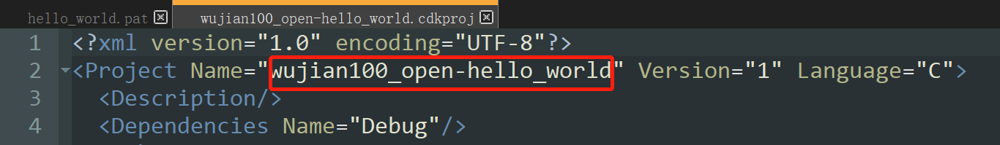 hello_world.pat wujian100_open-hello_world.cdkproj
1 <?xml version="1.0" encoding="UTF-8"?>
2 <Project Name="wujian100_open-hello_world" Version="1" Language="C">
3 <Description/>
4 <Dependencies Name="Debug"/>